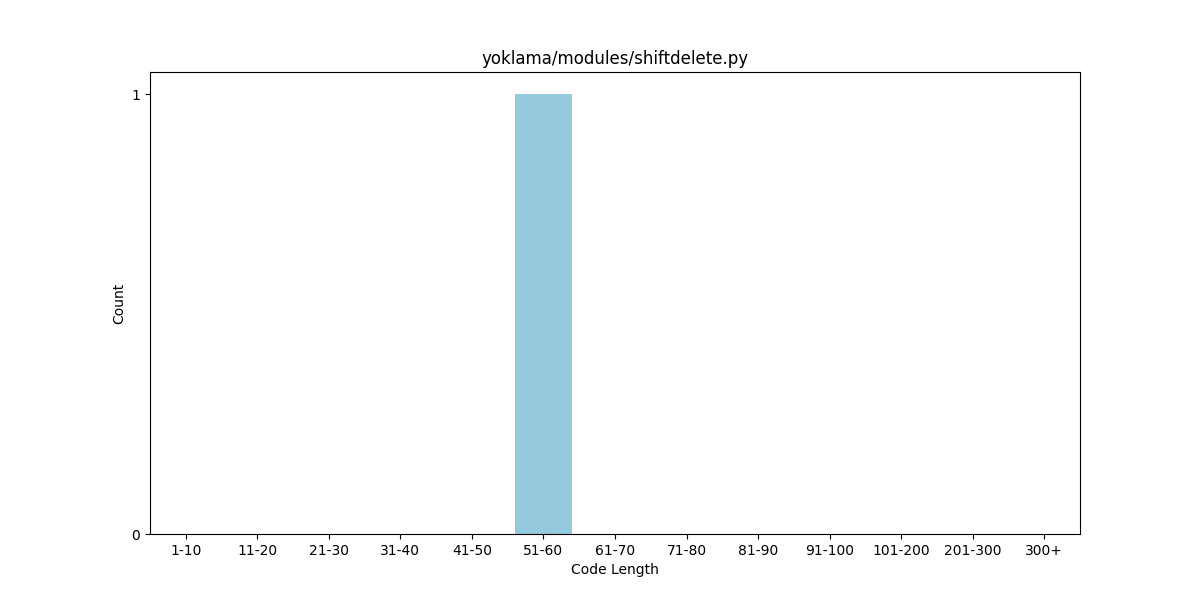 yoklama/modules/shiftdelete.py
1
Count
0
1-10 11-20 21-30 31-40 41-50 51-60 61-70 71-80 81-90 91-100 101-200 201-300 300+
Code Length